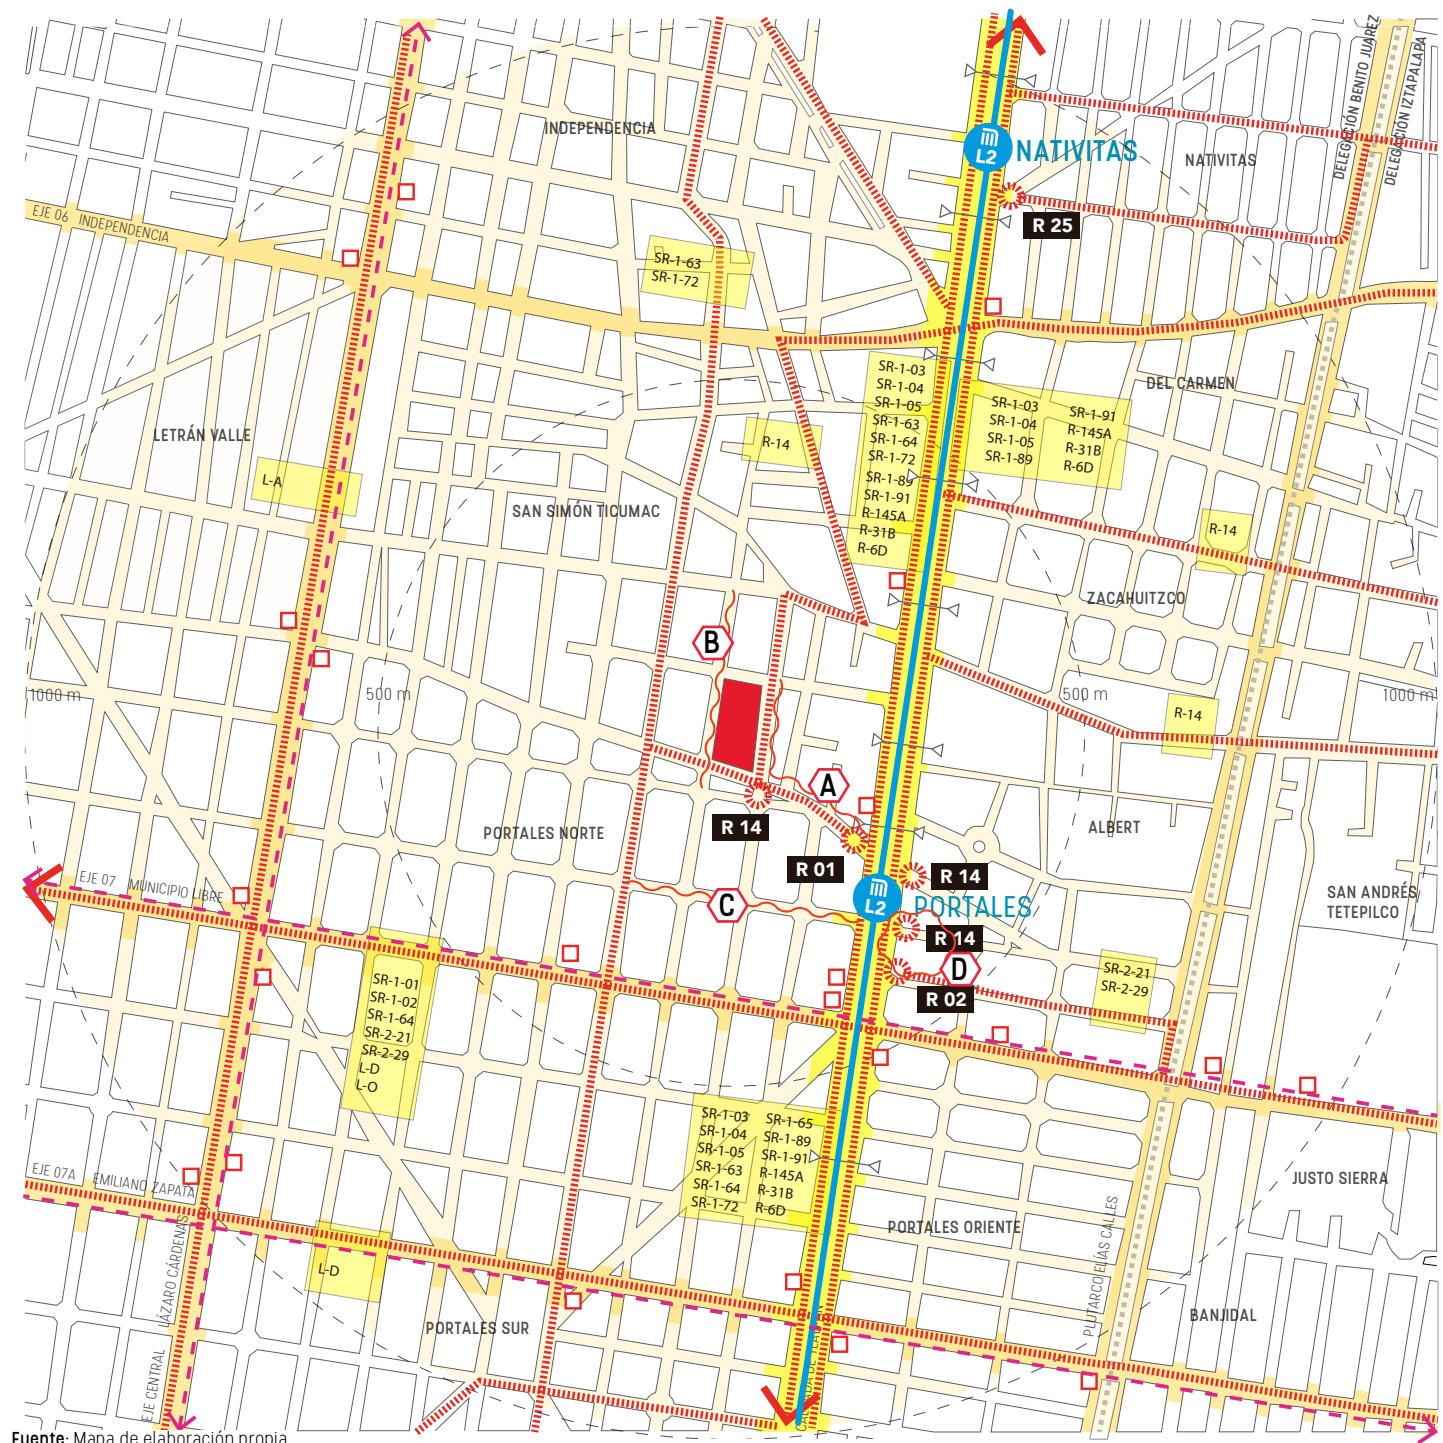 DELEGACIÓN BENITO JUÁREZ
DELEGACIÓN IZTAPALAPA
INDEPENDENCIA
L2
NATIVITAS
NATIVITAS
R 25
EJE 06 INDEPENDENCIA
SR-1-63
SR-1-72
DEL CARMEN
SR-1-03
SR-1-04
SR-1-05
SR-1-63
SR-1-64
SR-1-72
SR-1-89
SR-1-91
R-145A
R-31B
R-6D
SR-1-03
SR-1-04
SR-1-05
SR-1-89
SR-1-91
R-145A
R-31B
R-6D
LETRÁN VALLE
R-14
L-A
SAN SIMÓN TICUMAC
R-14
ZACAHUITZCO
B
1000 m
500 m
500 m
1000 m
R-14
A
R 14
PORTALES NORTE
ALBERT
R 01
R 14
EJE 07 MUNICIPIO LIBRE
L2
PORTALES
C
SAN ANDRÉS
TETEPILCO
R 14
D
R 02
SR-2-21
SR-2-29
SR-1-01
SR-1-02
SR-1-64
SR-2-21
SR-2-29
L-D
L-O
SR-1-03
SR-1-04
SR-1-05
SR-1-63
SR-1-64
SR-1-72
SR-1-65
SR-1-89
SR-1-91
R-145A
R-31B
R-6D
EJE 07A EMILIANO ZAPATA
JUSTO SIERRA
PORTALES ORIENTE
L-D
PLUTARCO ELÍAS CALLES
BANJIDAL
PORTALES SUR
EJE CENTRAL LÁZARO CÁRDENAS
Fuente: Mapa de elaboración propia